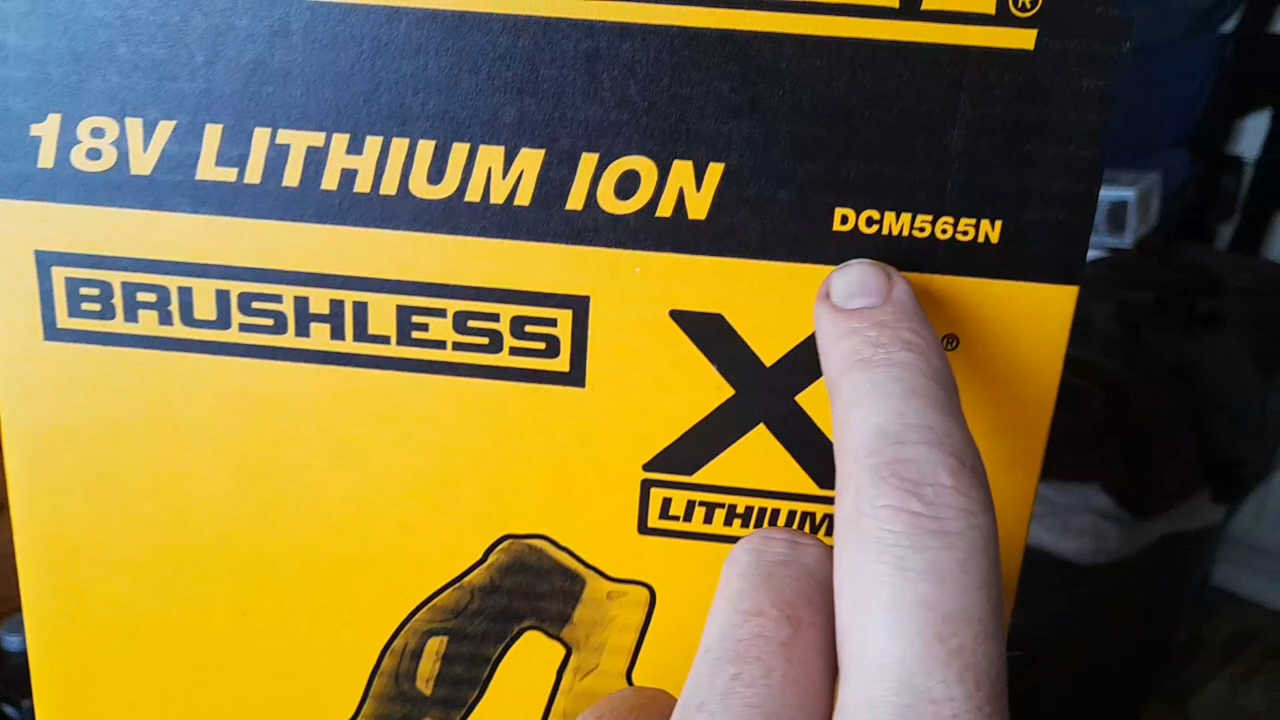 ®
18V LITHIUM ION
DCM565N
BRUSHLESS
X
®
LITHIUM